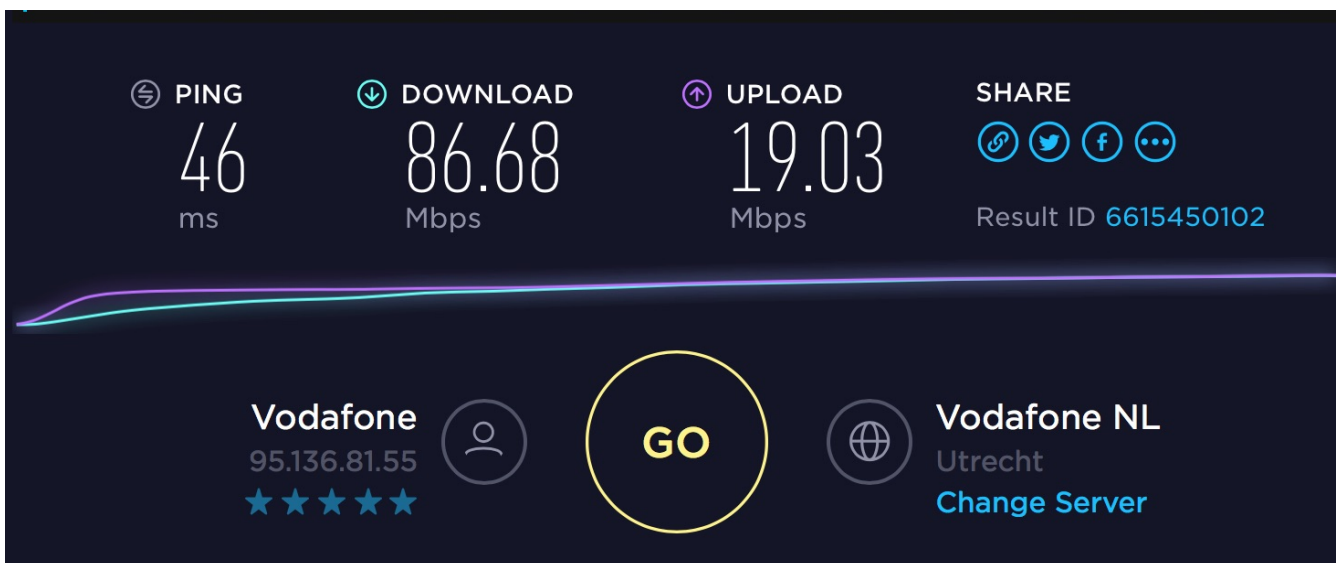 PING
46
ms
DOWNLOAD
86.68
Mbps
UPLOAD
19.03
Mbps
SHARE
Result ID 6615450102
Vodafone
95.136.81.55
GO
Vodafone NL
Utrecht
Change Server